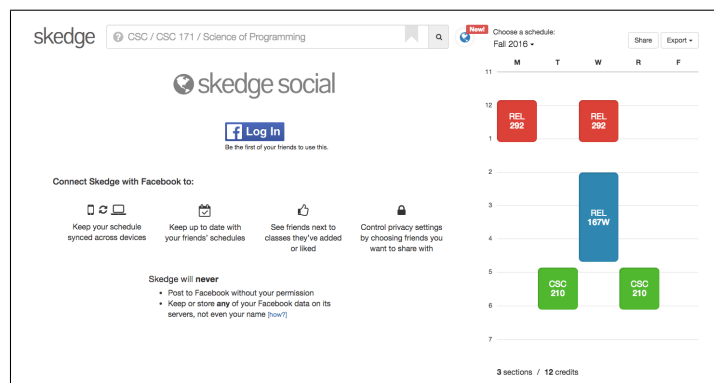 skedge
CSC / CSC 171 / Science of Programming
New!
Choose a schedule:
Fall 2016
Share
Export
skedge social
f Log In
Be the first of your friends to use this.
Connect Skedge with Facebook to:
Keep your schedule
synced across devices
Keep up to date with
your friends' schedules
See friends next to
classes they've added
or liked
Control privacy settings
by choosing friends you
want to share with
Skedge will never
• Post to Facebook without your permission
• Keep or store any of your Facebook data on its
servers, not even your name [how?]
M T W R F
11
12
REL
292
REL
292
1
2
3
REL
167W
4
5
CSC
210
CSC
210
6
7
3 sections / 12 credits